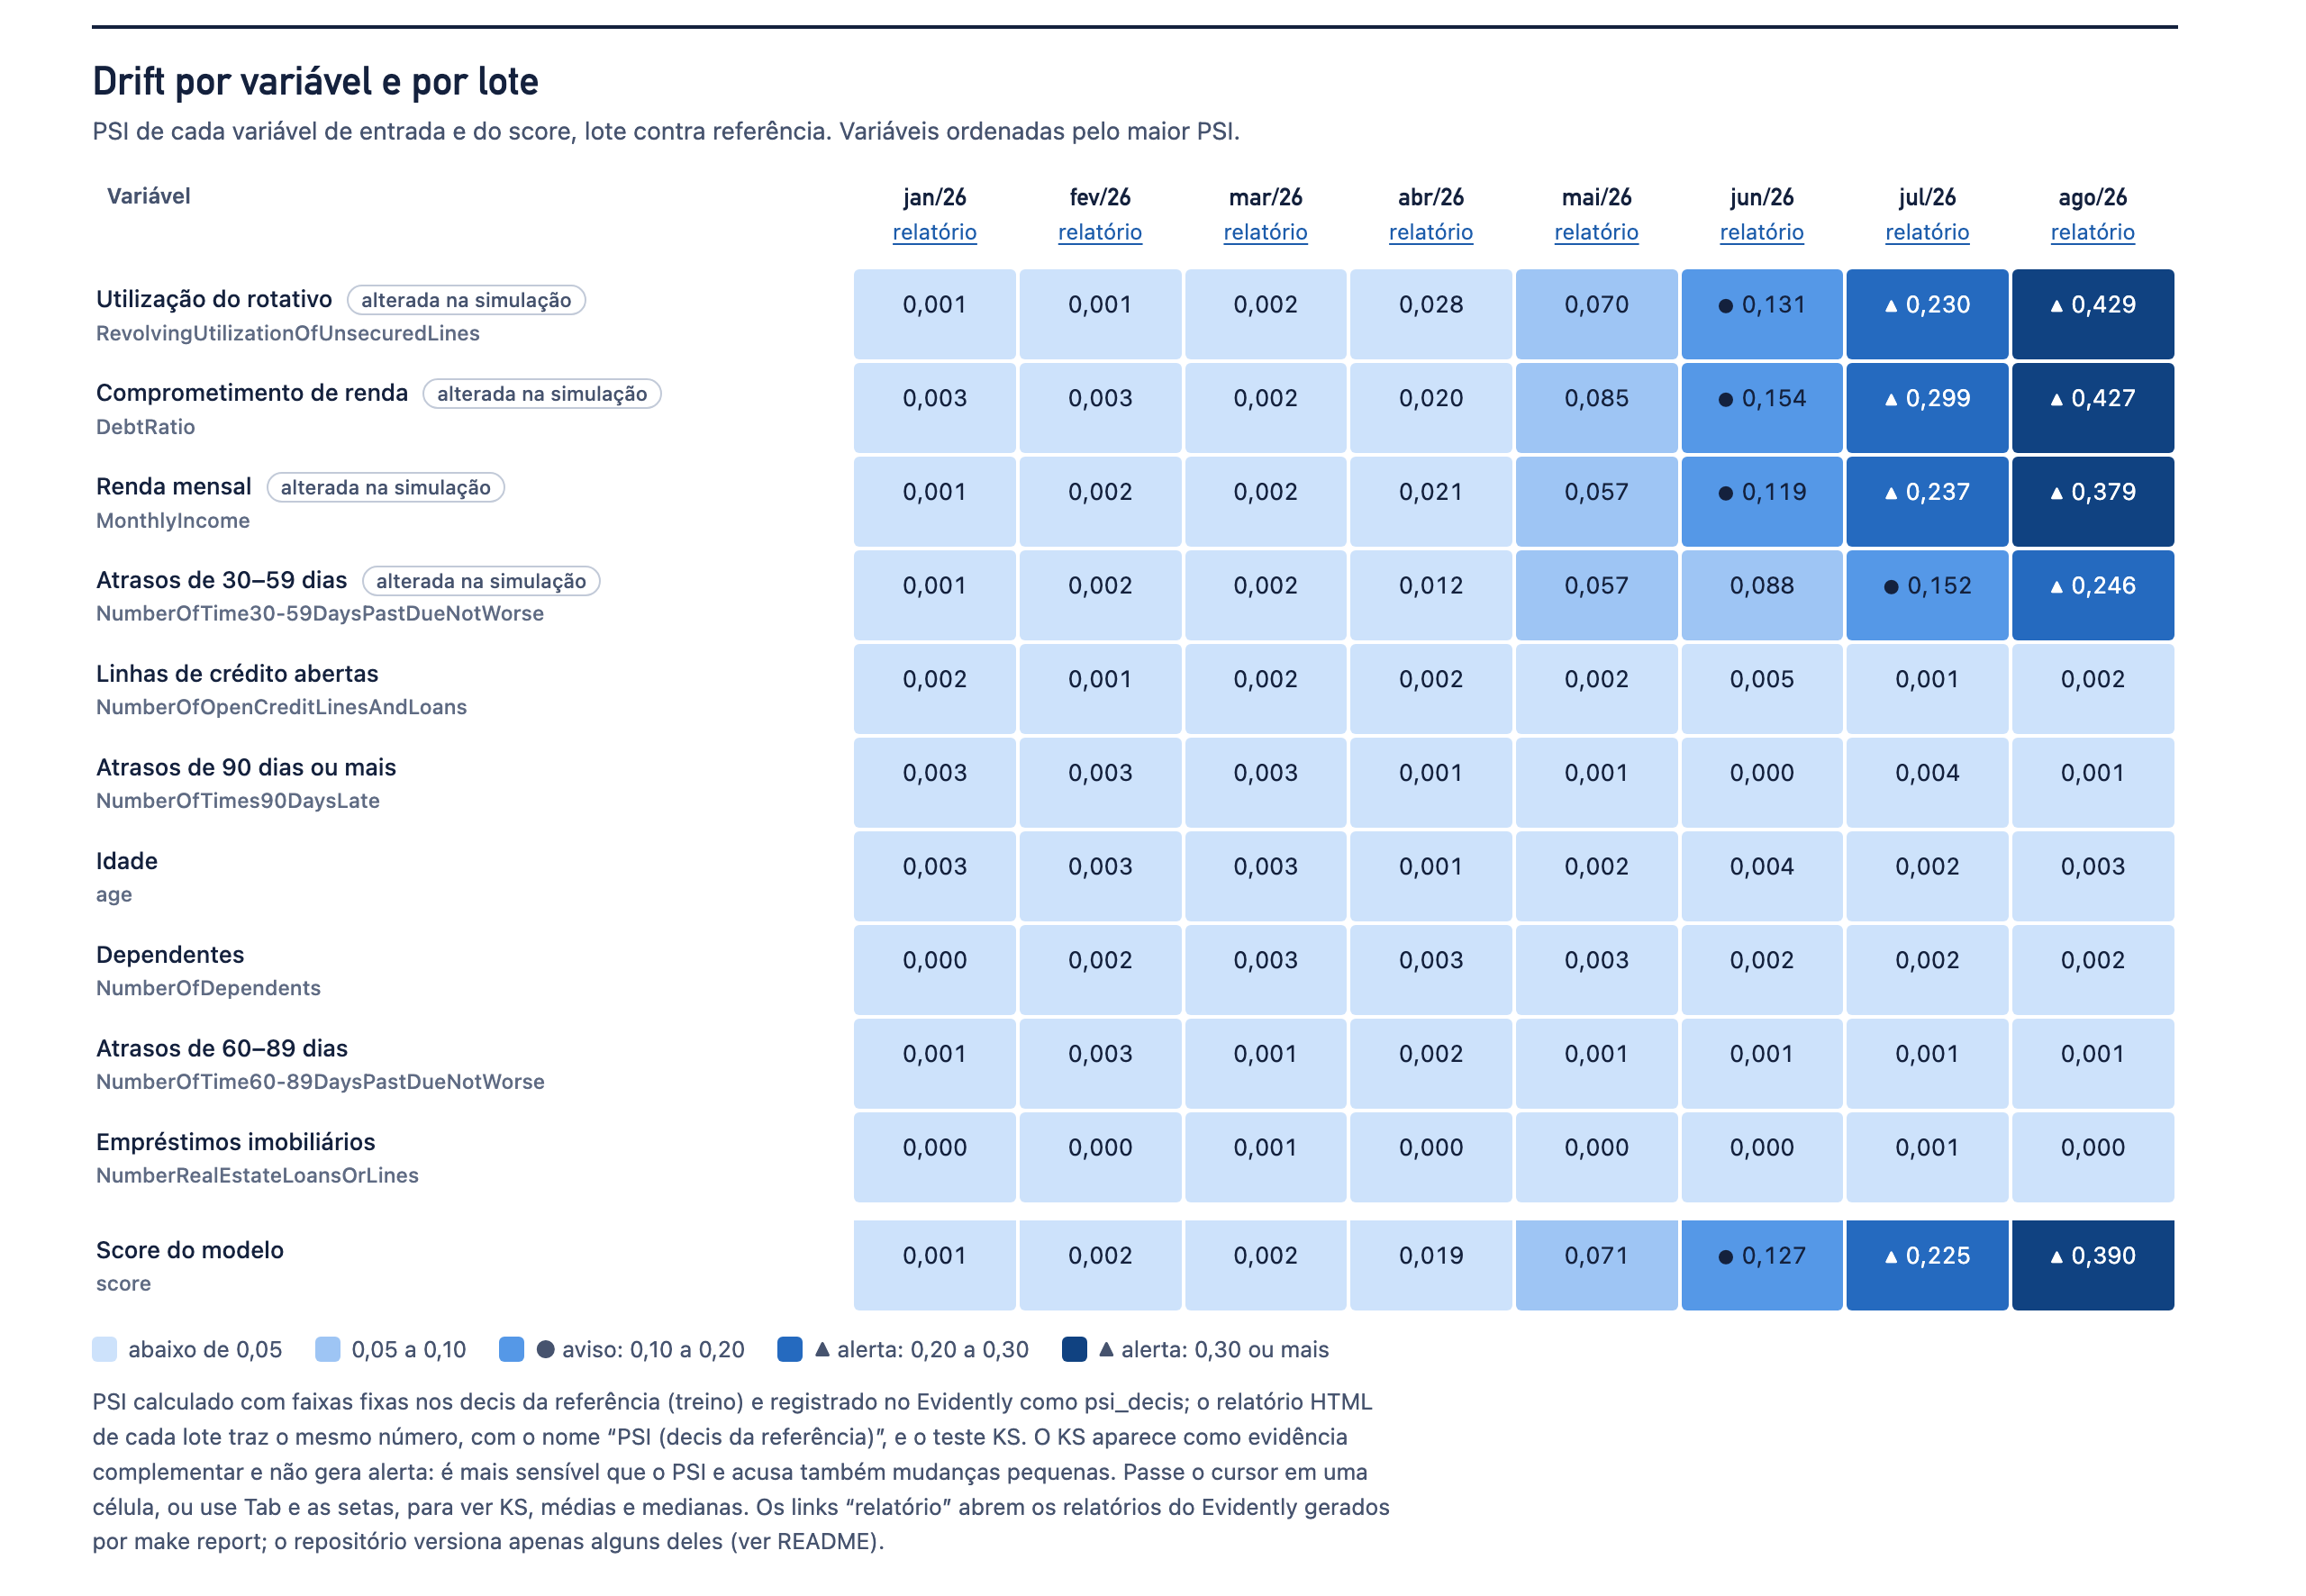 Drift por variável e por lote
PSI de cada variável de entrada e do score, lote contra referência. Variáveis ordenadas pelo maior PSI.
Variável jan/26 fev/26 mar/26 abr/26 mai/26 jun/26 jul/26 ago/26
relatório relatório relatório relatório relatório relatório relatório relatório
Utilização do rotativo alterada na simulação 0,001 0,001 0,002 0,028 0,070 ● 0,131 ▲ 0,230 ▲ 0,429
RevolvingUtilizationOfUnsecuredLines
Comprometimento de renda alterada na simulação 0,003 0,003 0,002 0,020 0,085 ● 0,154 ▲ 0,299 ▲ 0,427
DebtRatio
Renda mensal alterada na simulação 0,001 0,002 0,002 0,021 0,057 ● 0,119 ▲ 0,237 ▲ 0,379
MonthlyIncome
Atrasos de 30–59 dias alterada na simulação 0,001 0,002 0,002 0,012 0,057 0,088 ● 0,152 ▲ 0,246
NumberOfTime30-59DaysPastDueNotWorse
Linhas de crédito abertas 0,002 0,001 0,002 0,002 0,002 0,005 0,001 0,002
NumberOfOpenCreditLinesAndLoans
Atrasos de 90 dias ou mais 0,003 0,003 0,003 0,001 0,001 0,000 0,004 0,001
NumberOfTimes90DaysLate
Idade 0,003 0,003 0,003 0,001 0,002 0,004 0,002 0,003
age
Dependentes 0,000 0,002 0,003 0,003 0,003 0,002 0,002 0,002
NumberOfDependents
Atrasos de 60–89 dias 0,001 0,003 0,001 0,002 0,001 0,001 0,001 0,001
NumberOfTime60-89DaysPastDueNotWorse
Empréstimos imobiliários 0,000 0,000 0,001 0,000 0,000 0,000 0,001 0,000
NumberRealEstateLoansOrLines
Score do modelo 0,001 0,002 0,002 0,019 0,071 ● 0,127 ▲ 0,225 ▲ 0,390
score
abaixo de 0,05 0,05 a 0,10 ● aviso: 0,10 a 0,20 ▲ alerta: 0,20 a 0,30 ▲ alerta: 0,30 ou mais
PSI calculado com faixas fixas nos decis da referência (treino) e registrado no Evidently como psi_decis; o relatório HTML
de cada lote traz o mesmo número, com o nome “PSI (decis da referência)”, e o teste KS. O KS aparece como evidência
complementar e não gera alerta: é mais sensível que o PSI e acusa também mudanças pequenas. Passe o cursor em uma
célula, ou use Tab e as setas, para ver KS, médias e medianas. Os links “relatório” abrem os relatórios do Evidently gerados
por make report; o repositório versiona apenas alguns deles (ver README).